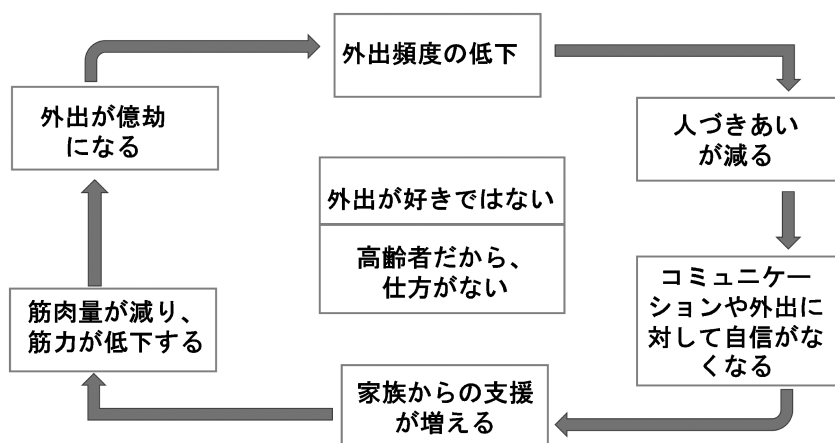 外出頻度の低下
人づきあい
が減る
コミュニケー
ションや外出に
対して自信がな
くなる
家族からの支援
が増える
筋肉量が減り、
筋力が低下する
外出が億劫
になる
外出が好きではない
高齢者だから、
仕方がない